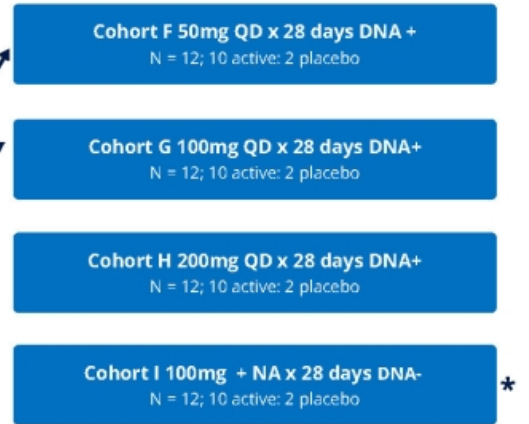 Cohort F 50mg QD x 28 days DNA +
N = 12; 10 active: 2 placebo
Cohort G 100mg QD x 28 days DNA+
N = 12; 10 active: 2 placebo
Cohort H 200mg QD x 28 days DNA+
N = 12; 10 active: 2 placebo
Cohort I 100mg + NA x 28 days DNA-
N = 12; 10 active: 2 placebo
*